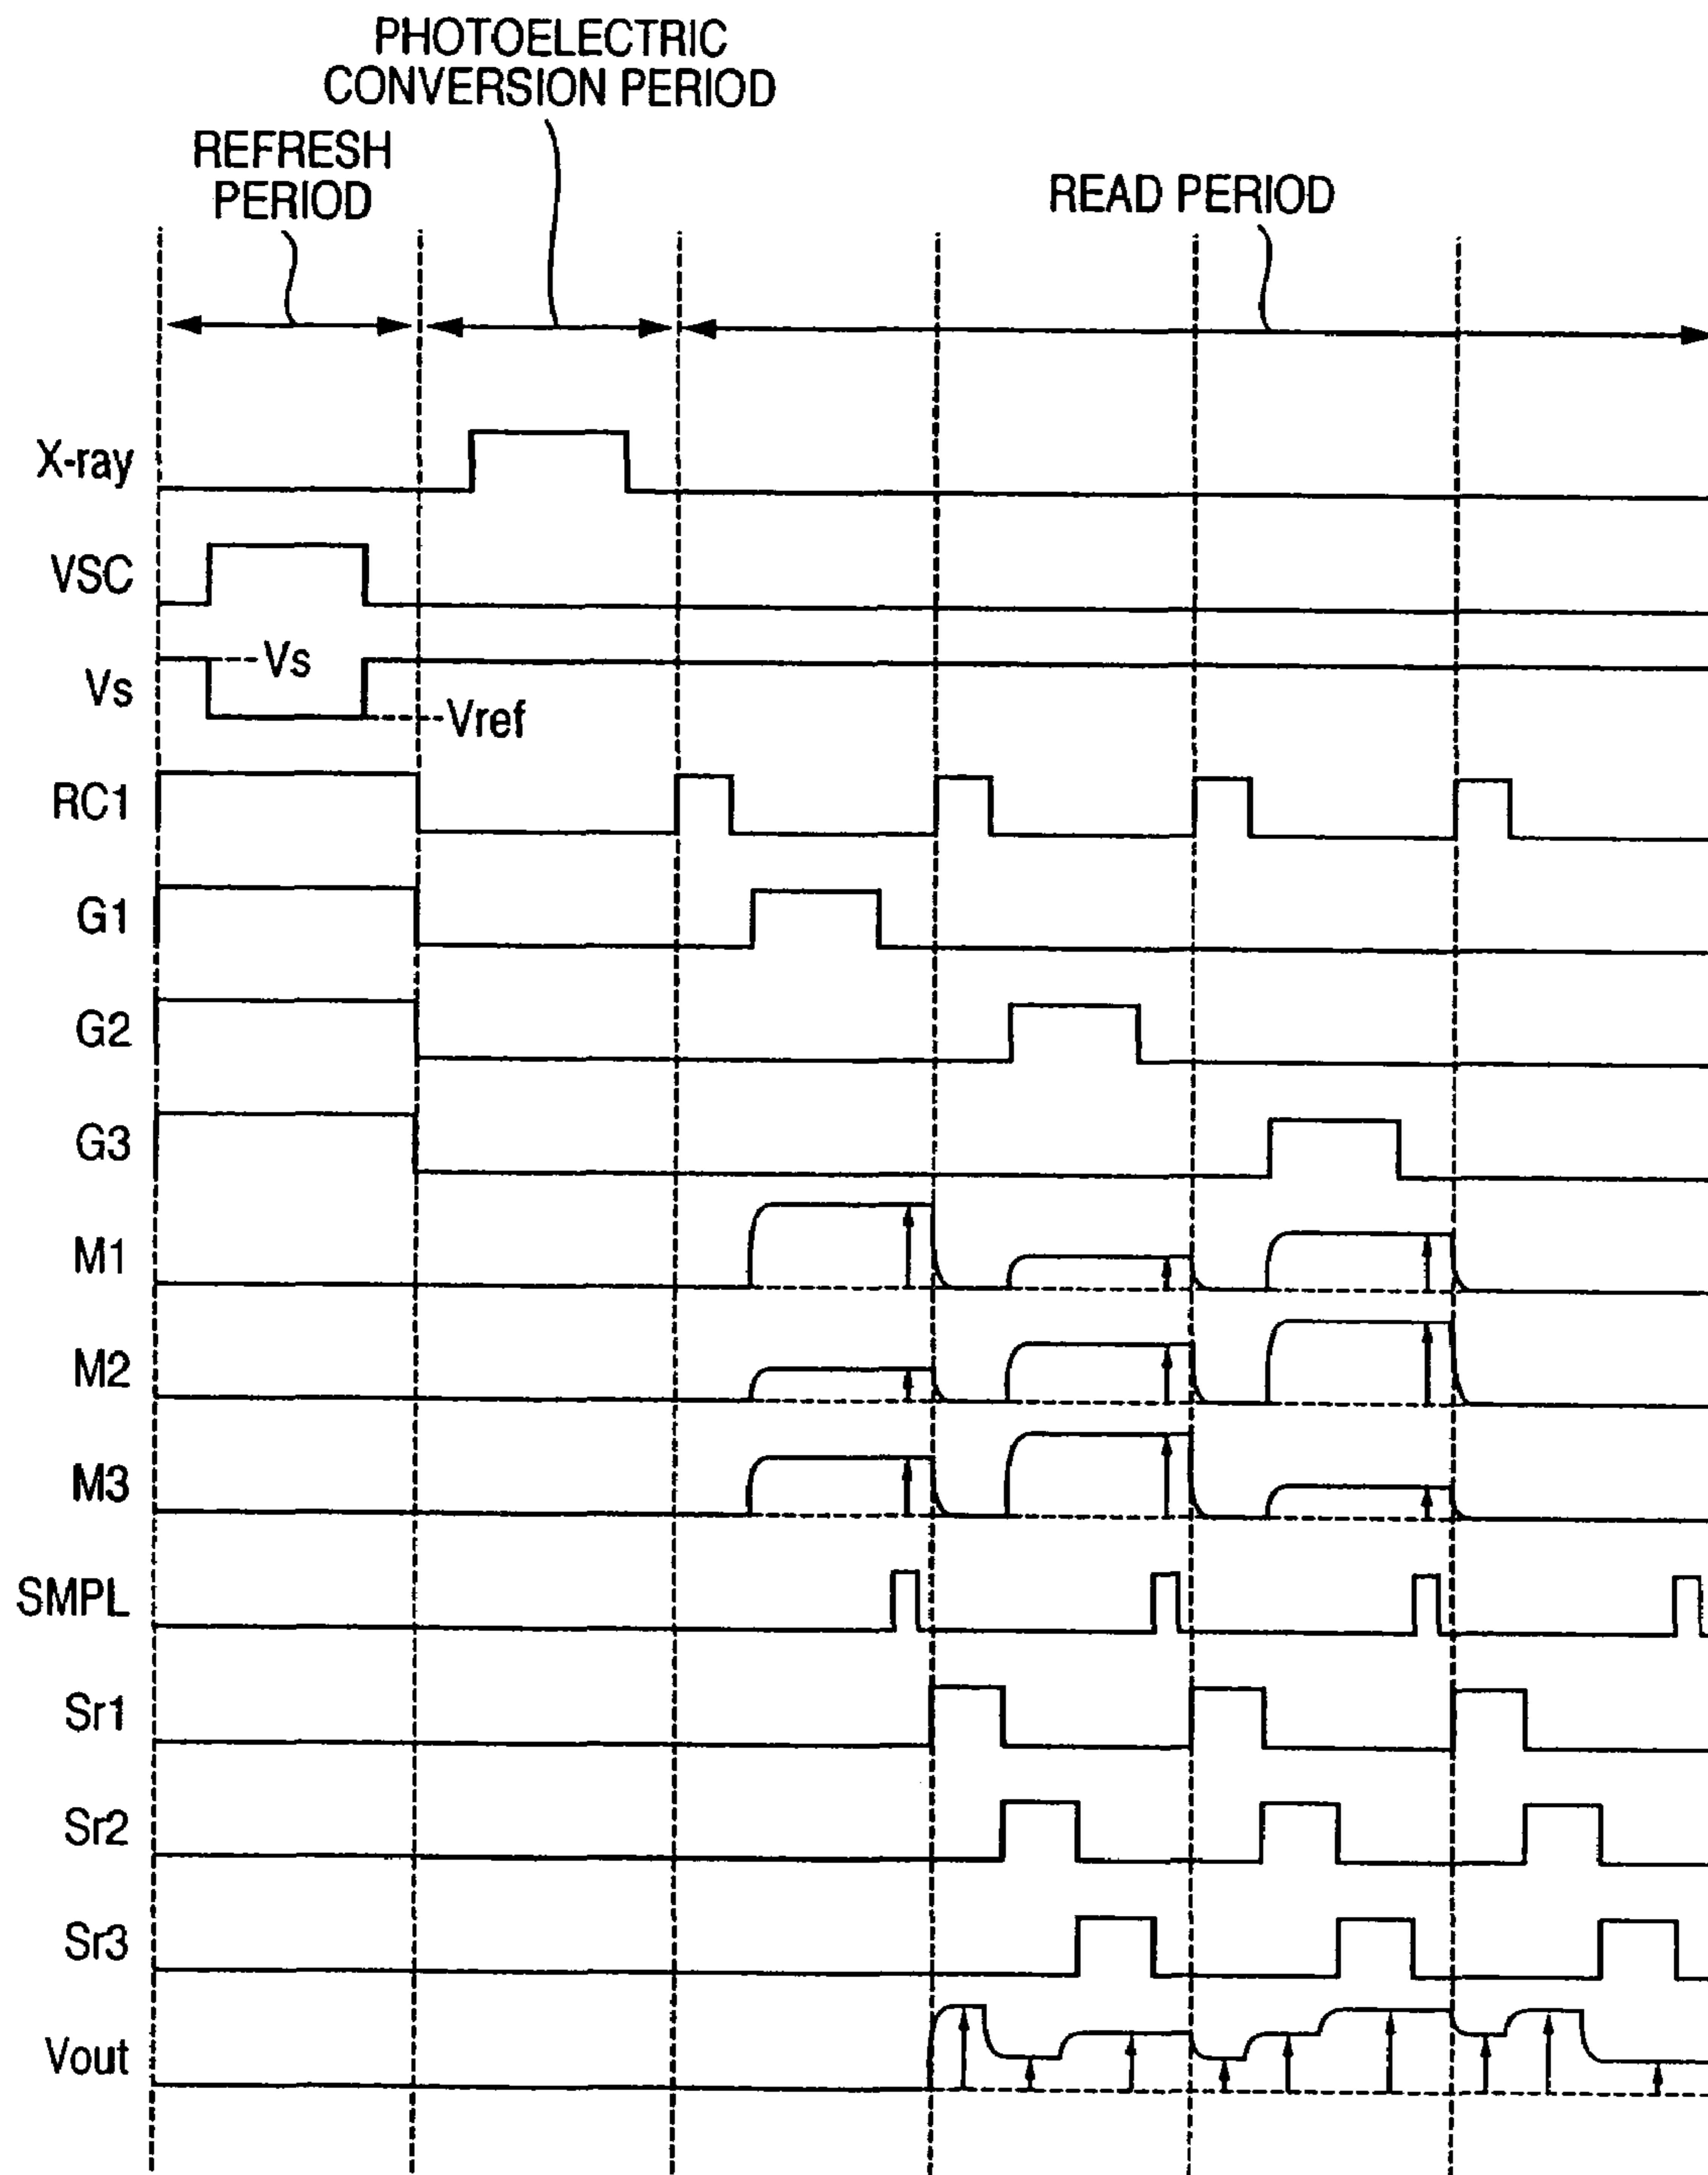 PHOTOELECTRIC
CONVERSION PERIOD
REFRESH
PERIOD
READ PERIOD
X-ray
VSC
Vs
Vs
Vref
RC1
G1
G2
G3
M1
M2
M3
SMPL
Sr1
Sr2
Sr3
Vout